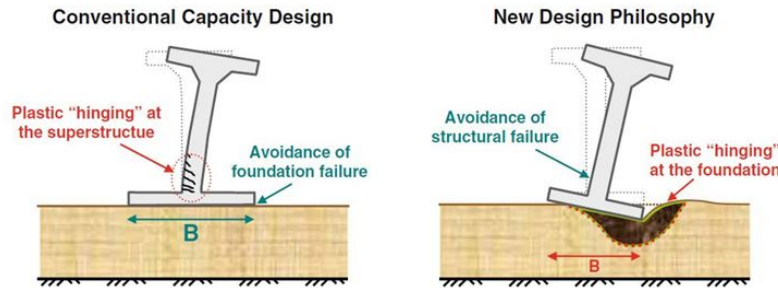 Conventional Capacity Design
New Design Philosophy
Plastic “hinging” at
the superstructue
Avoidance of
foundation failure
B
Avoidance of
structural failure
Plastic “hinging”
at the foundation
B